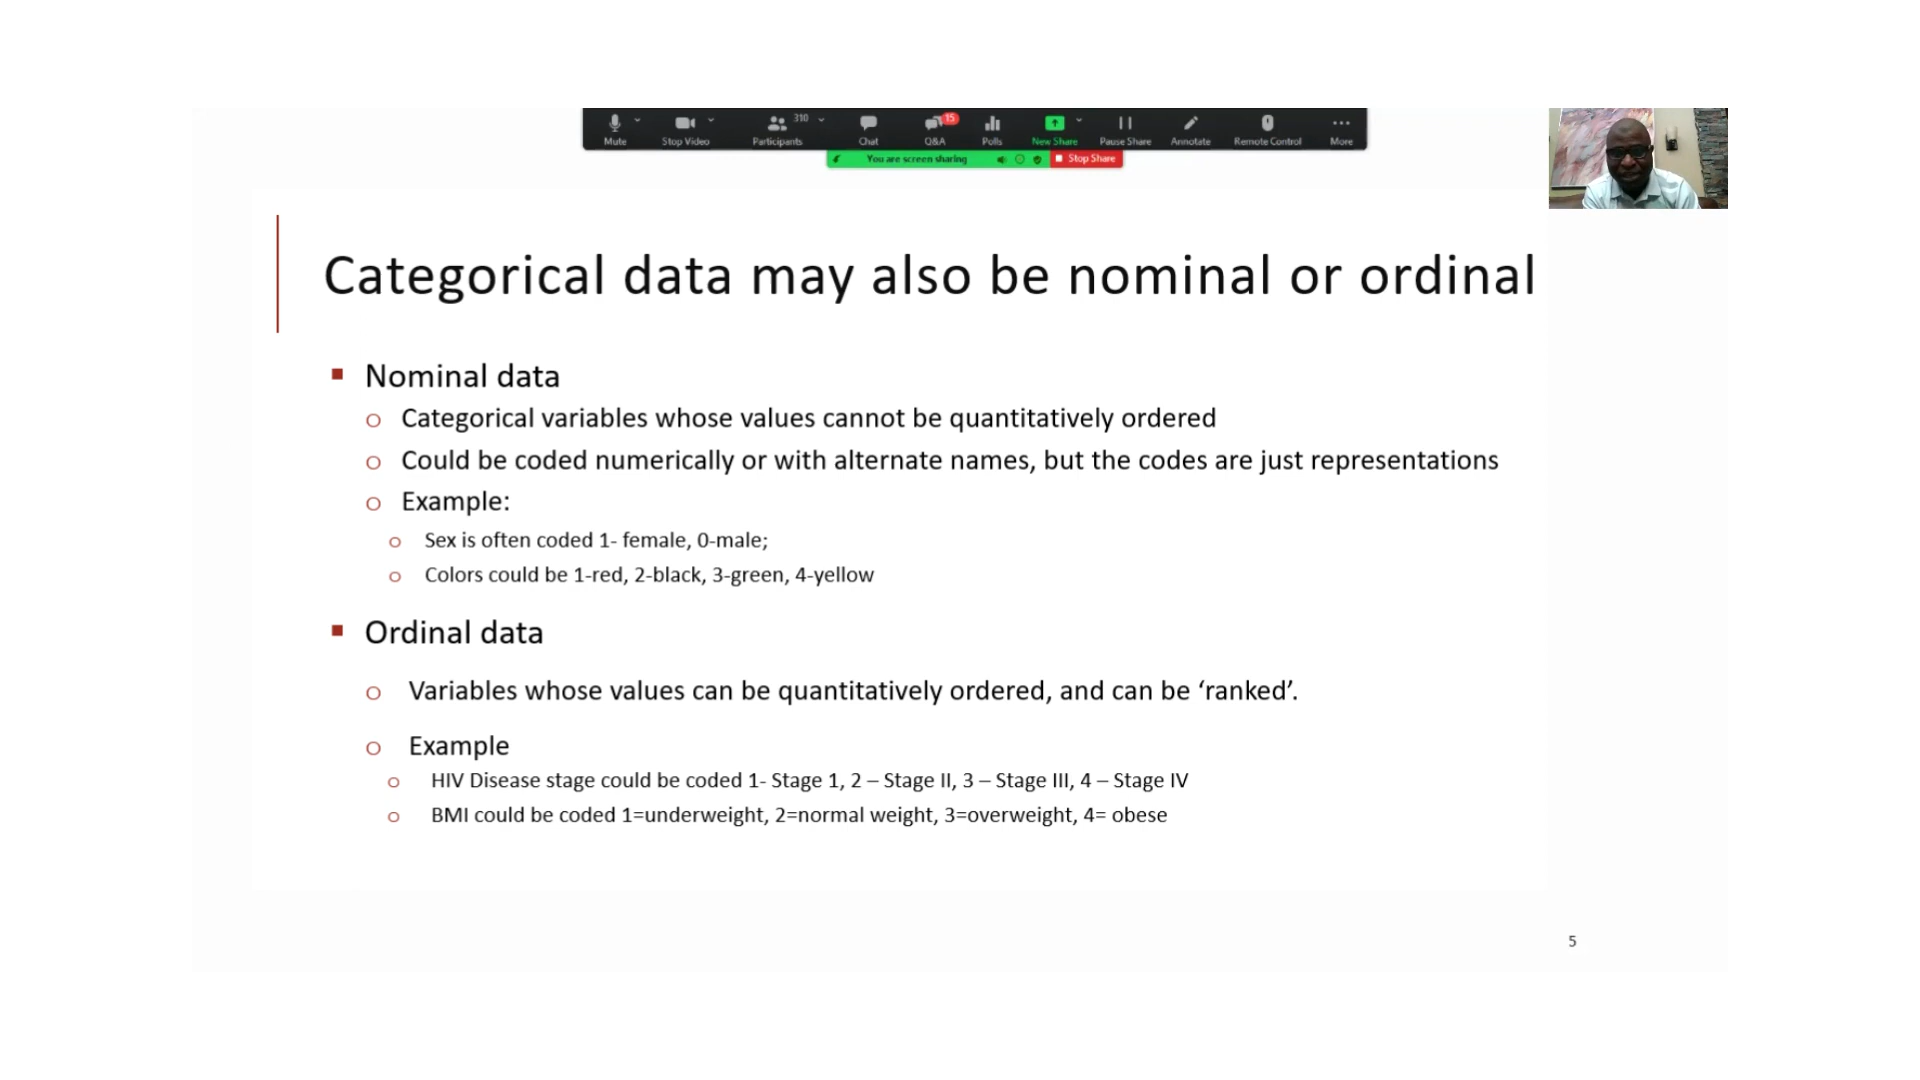 310
15
Mute
Stop Video
Participants
Chat
Q&A
Polls
New Share
Pause Share
Annotate
Remote Control
More
You are screen sharing
Stop Share
Categorical data may also be nominal or ordinal
Nominal data
Categorical variables whose values cannot be quantitatively ordered
Could be coded numerically or with alternate names, but the codes are just representations
Example:
Sex is often coded 1- female, 0-male;
Colors could be 1-red, 2-black, 3-green, 4-yellow
Ordinal data
Variables whose values can be quantitatively ordered, and can be ‘ranked’.
Example
HIV Disease stage could be coded 1- Stage 1, 2 – Stage II, 3 – Stage III, 4 – Stage IV
BMI could be coded 1=underweight, 2=normal weight, 3=overweight, 4= obese
5